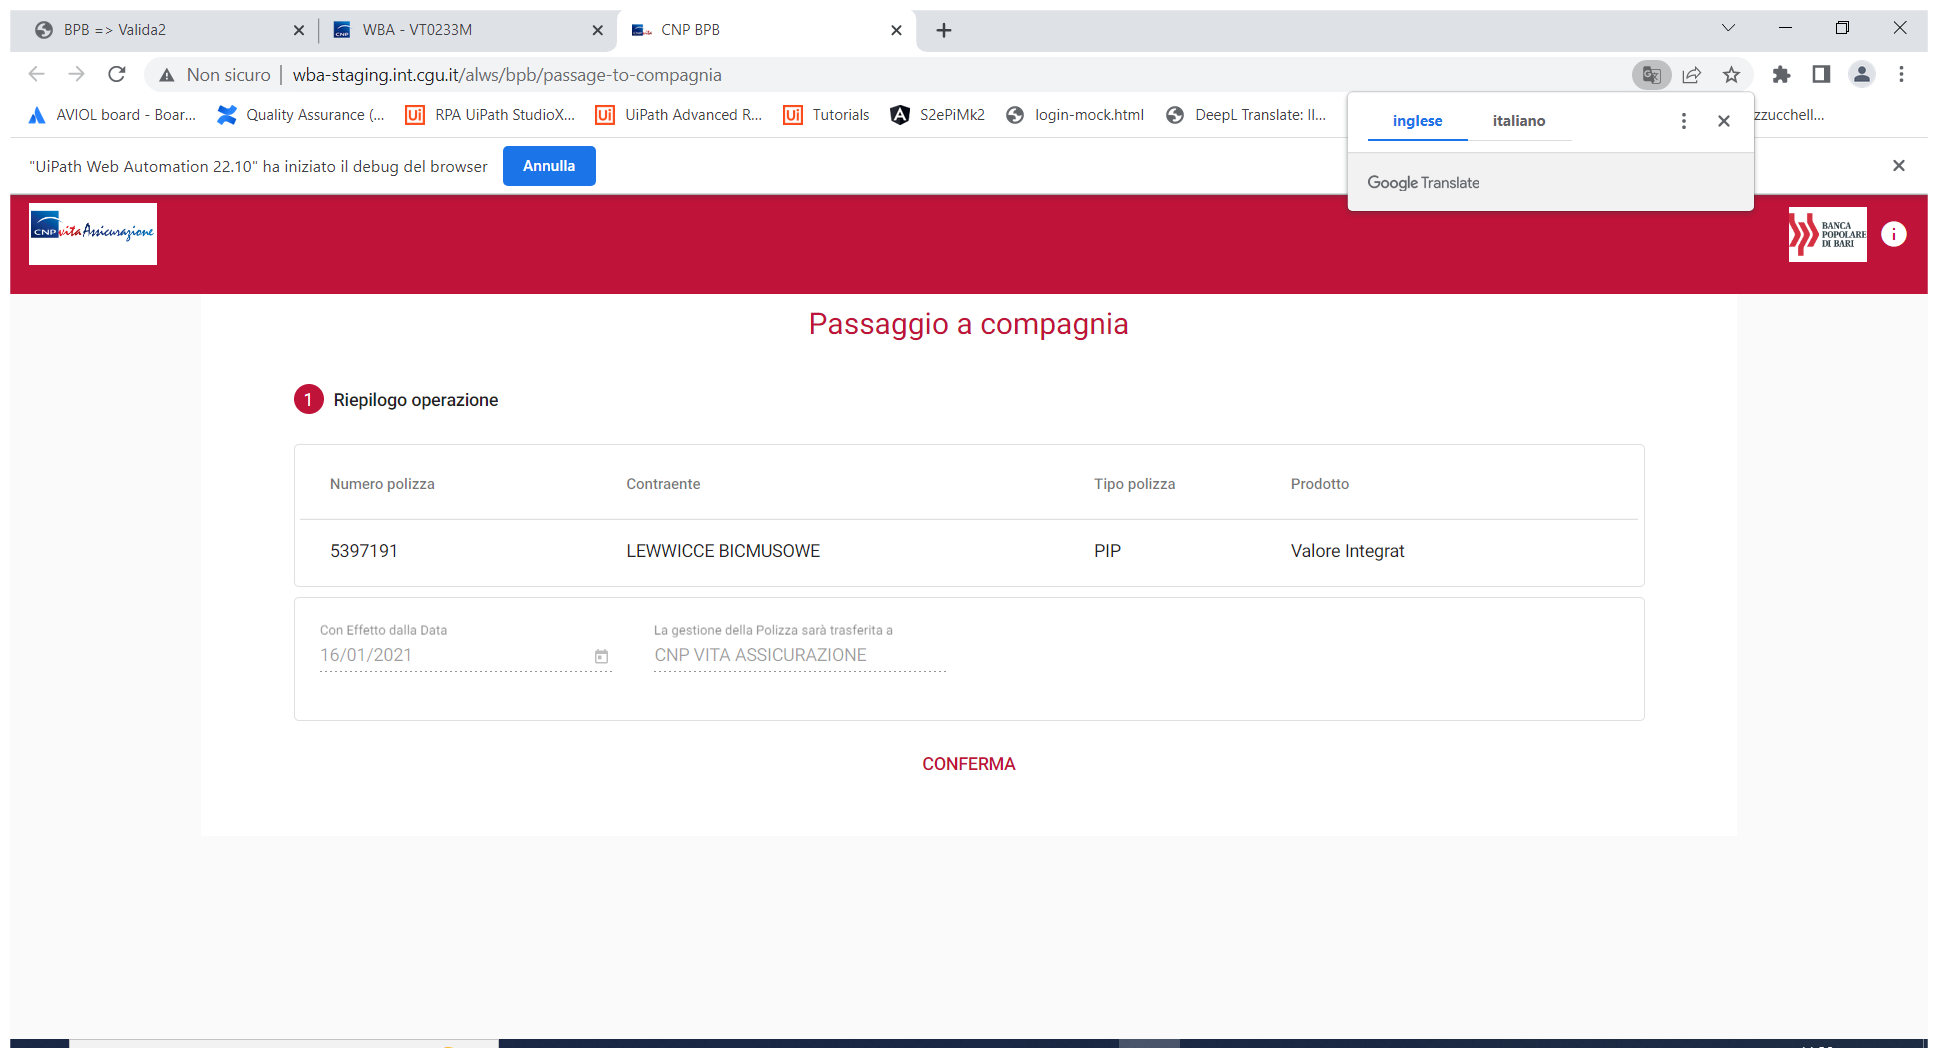 BPB => Valida2
WBA - VT0233M
CNP BPB
Non sicuro | wba-staging.int.cgu.it/alws/bpb/passage-to-compagnia
AVIOL board - Boar...
Quality Assurance (...
Ui RPA UiPath StudioX...
Ui UiPath Advanced R...
Ui Tutorials
S2ePiMk2
login-mock.html
DeepL Translate: Il...
zzucchell...
inglese italiano
Google Translate
"UiPath Web Automation 22.10" ha iniziato il debug del browser
Annulla
CNP vita Assicurazione
BANCA
POPOLARE
DI BARI
i
Passaggio a compagnia
1 Riepilogo operazione
Numero polizza Contraente Tipo polizza Prodotto
5397191 LEWWICCE BICMUSOWE PIP Valore Integrat
Con Effetto dalla Data La gestione della Polizza sarà trasferita a
16/01/2021 CNP VITA ASSICURAZIONE
CONFERMA